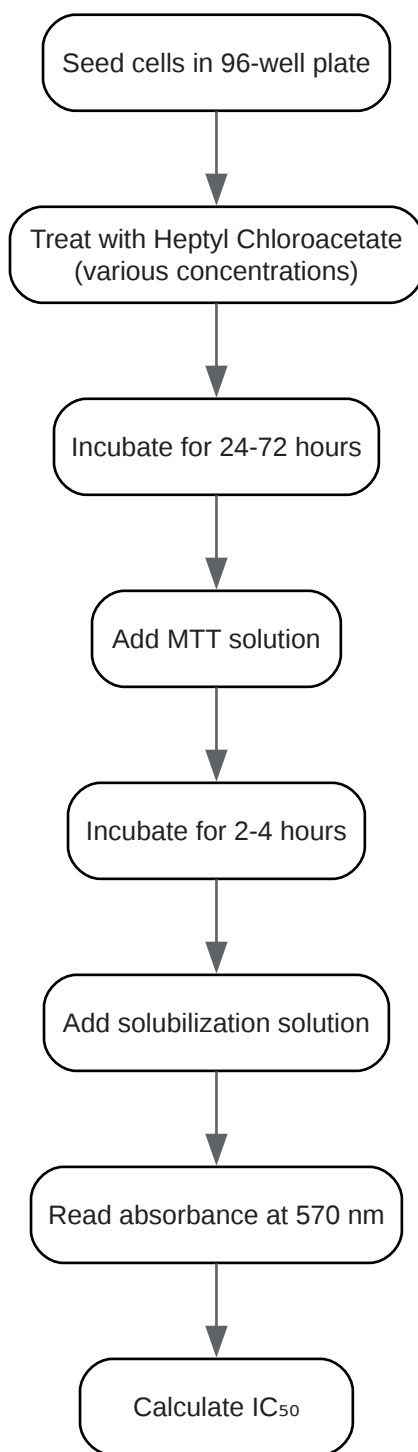 Seed cells in 96-well plate
Treat with Heptyl Chloroacetate
(various concentrations)
Incubate for 24-72 hours
Add MTT solution
Incubate for 2-4 hours
Add solubilization solution
Read absorbance at 570 nm
Calculate IC₅₀